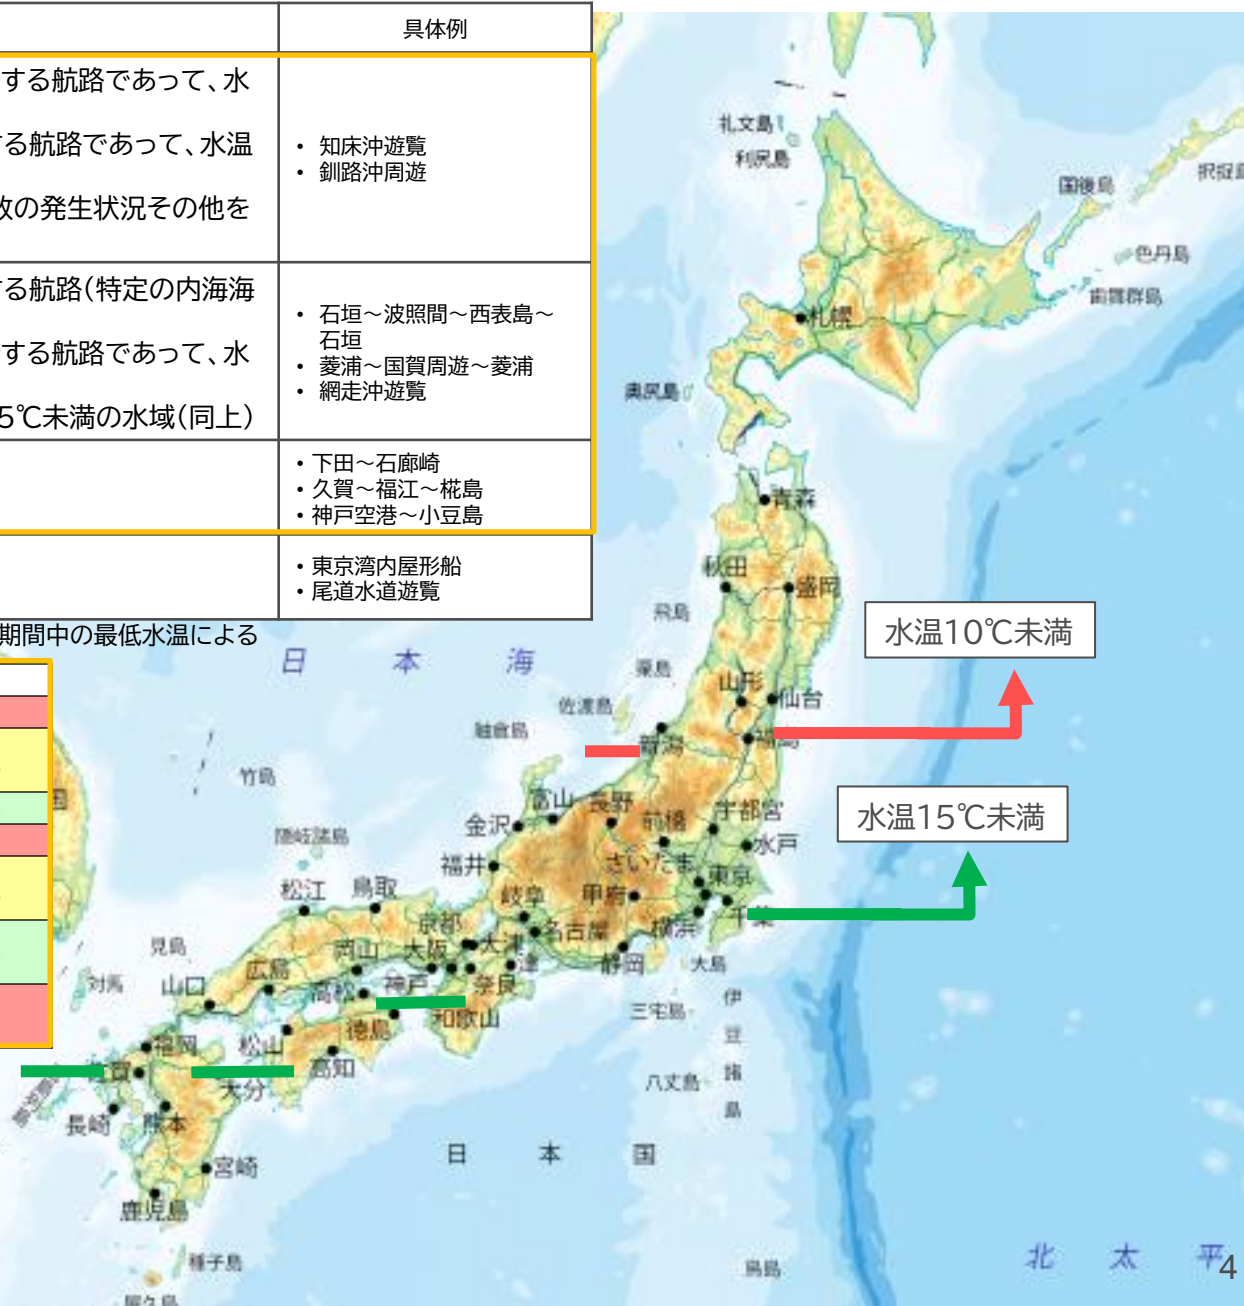 具体例
する航路であって、水
する航路であって、水温
故の発生状況その他を
・ 知床沖遊覧
・ 釧路沖周遊
する航路(特定の内海海
する航路であって、水
5℃未満の水域(同上)
・ 石垣～波照間～西表島～
石垣
・ 菱浦～国賀周遊～菱浦
・ 網走沖遊覧
・下田～石廊崎
・久賀～福江～椛島
・神戸空港～小豆島
・東京湾内屋形船
・尾道水道遊覧
期間中の最低水温による
水温10℃未満
水温15℃未満
礼文島
利尻島
国後島
択捉島
色丹島
歯舞群島
札幌
奥尻島
青森
秋田
盛岡
飛島
日本海
粟島
山形
仙台
佐渡島
舳倉島
新潟
福島
竹島
国
富山
長野
宇都宮
金沢
前橋
水戸
隠岐諸島
福井
さいたま
東京
松江
鳥取
岐阜
甲府
千葉
京都
横浜
名古屋
大津
岡山
大阪
静岡
津
見島
大島
広島
対馬
山口
高松
神戸
奈良
伊豆諸島
三宅島
徳島
和歌山
福岡
松山
佐賀
高知
八丈島
大分
長崎
熊本
日本国
宮崎
鹿児島
種子島
鳥島
北太平
屋久島
4